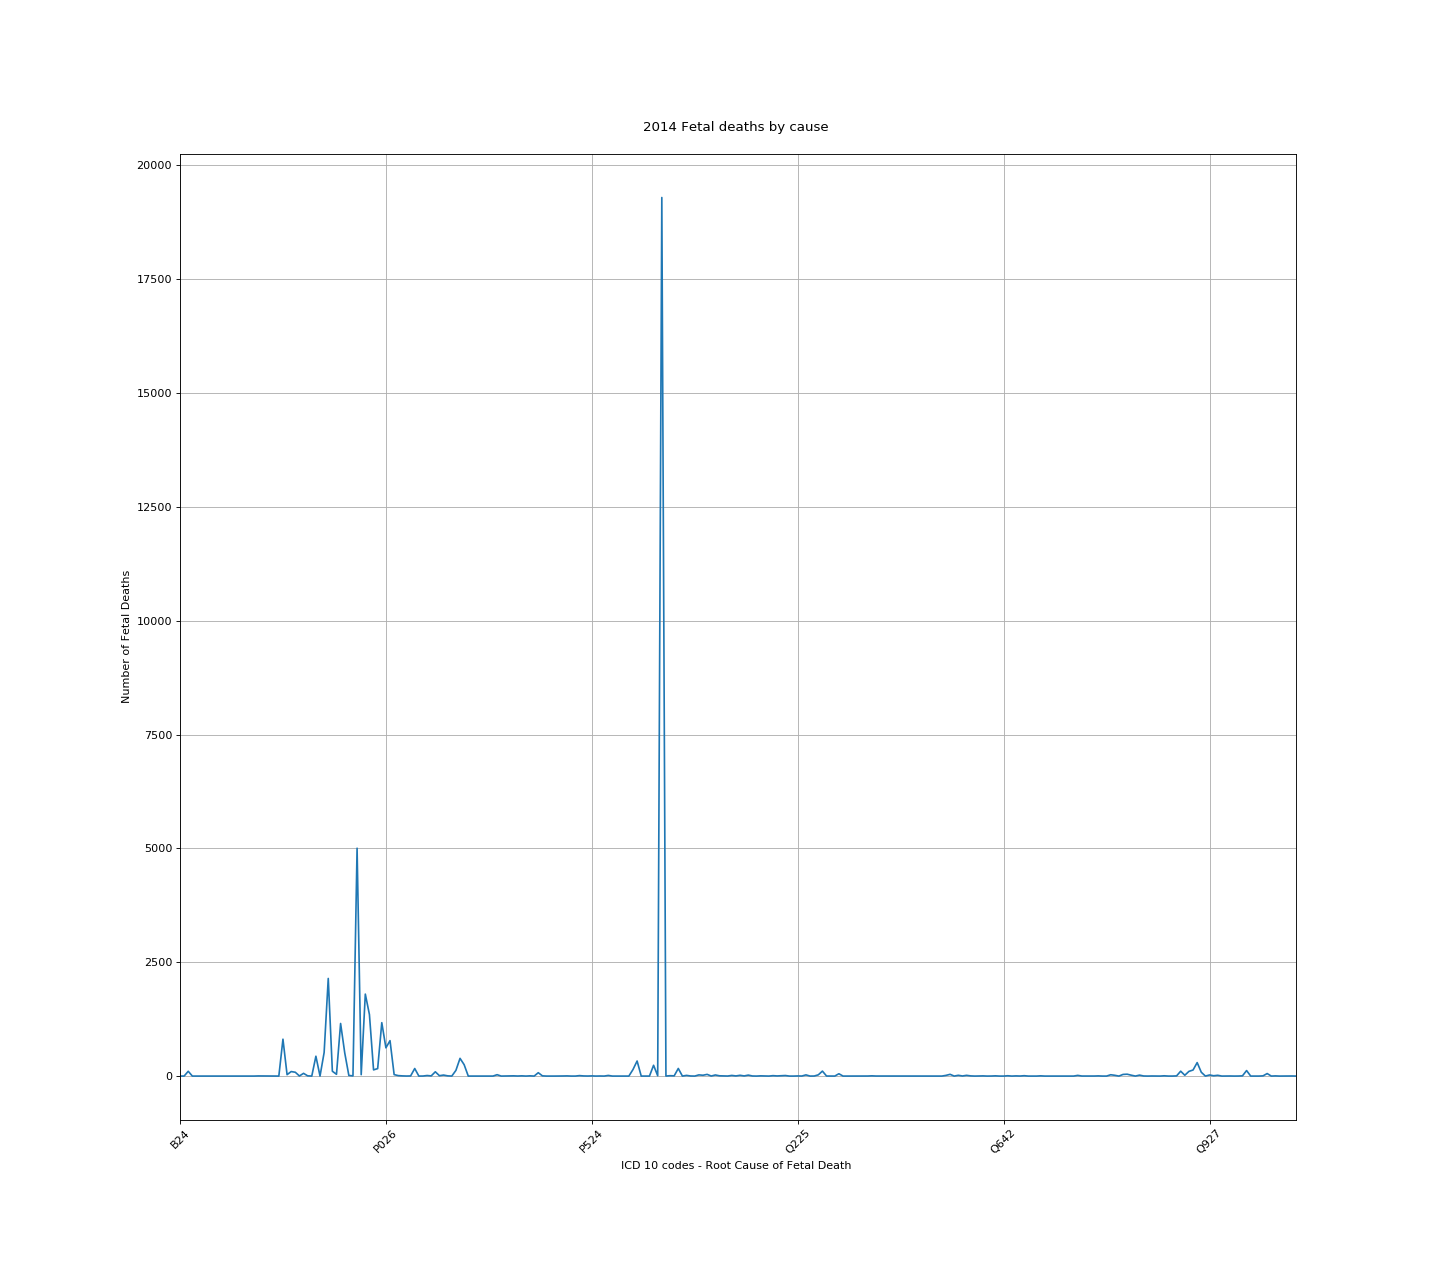 2014 Fetal deaths by cause
20000
17500
15000
12500
10000
7500
5000
2500
0
Number of Fetal Deaths
B24
P026
P524
Q225
Q642
Q927
ICD 10 codes - Root Cause of Fetal Death